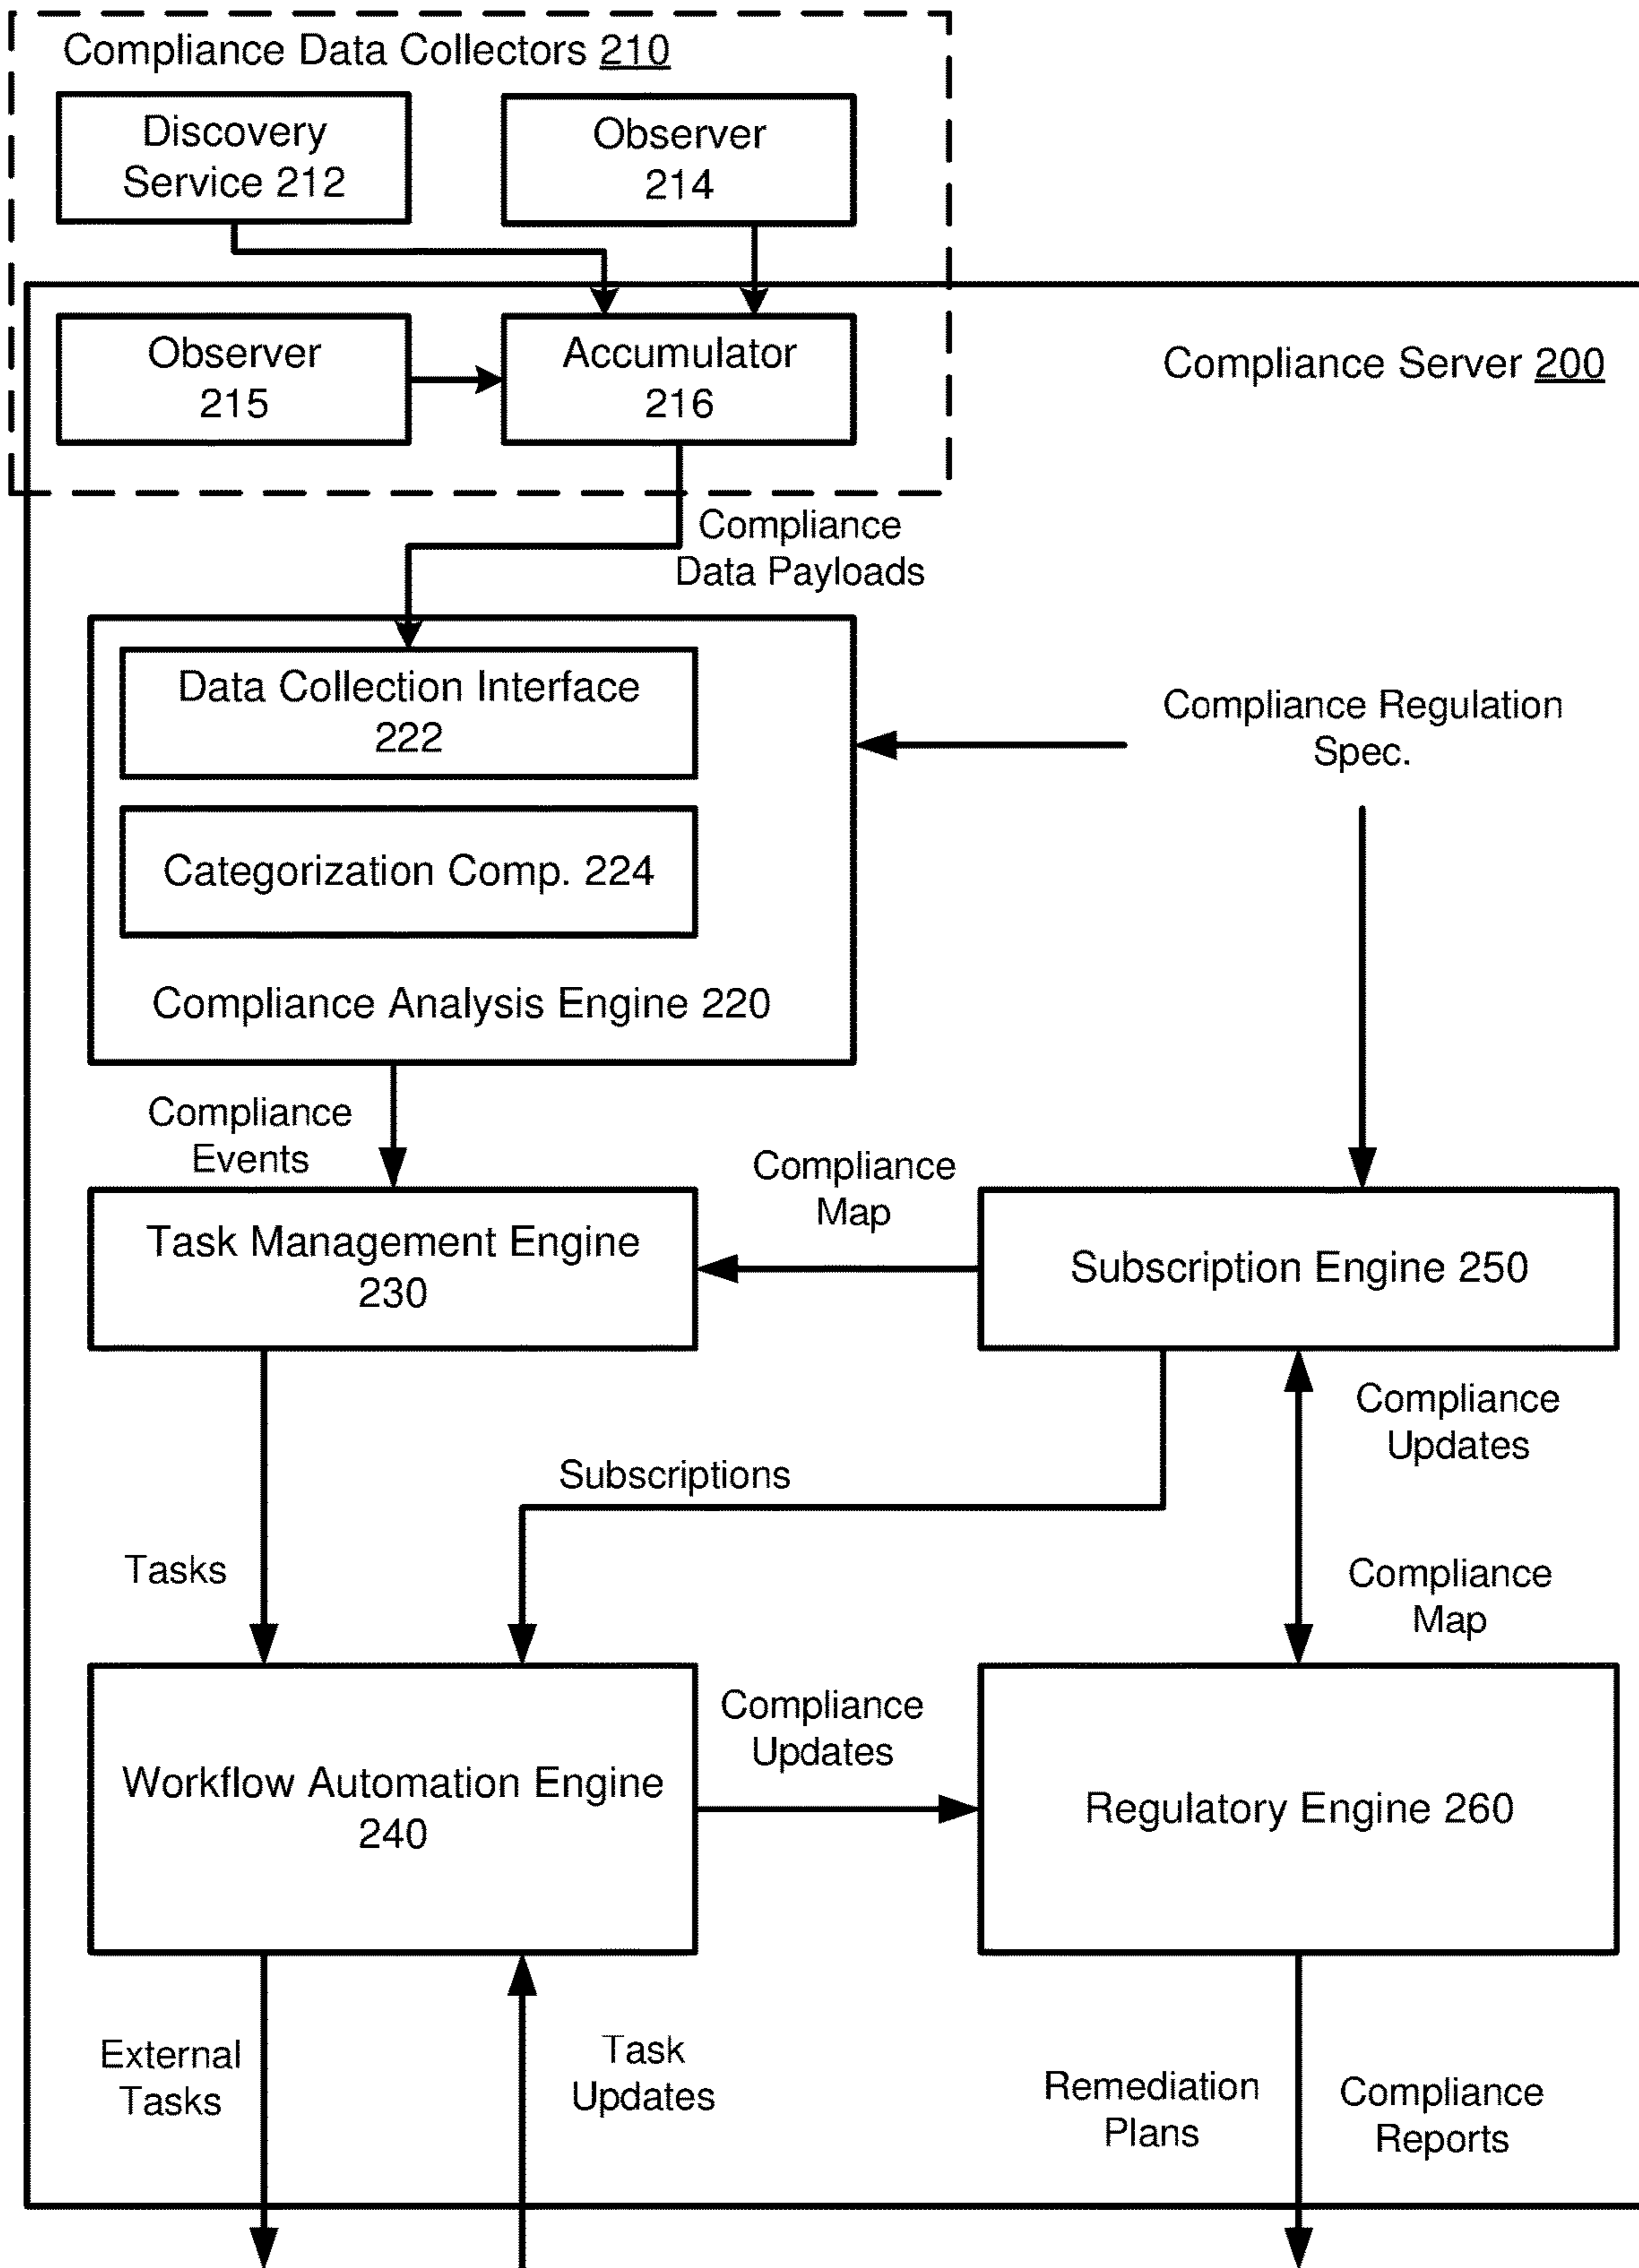 Compliance Data Collectors 210
Discovery
Service 212
Observer
214
Observer
215
Accumulator
216
Compliance Server 200
Compliance
Data Payloads
Data Collection Interface
222
Compliance Regulation
Spec.
Categorization Comp. 224
Compliance Analysis Engine 220
Compliance
Events
Compliance
Map
Task Management Engine
230
Subscription Engine 250
Compliance
Updates
Subscriptions
Tasks
Compliance
Map
Workflow Automation Engine
240
Compliance
Updates
Regulatory Engine 260
External
Tasks
Task
Updates
Remediation
Plans
Compliance
Reports